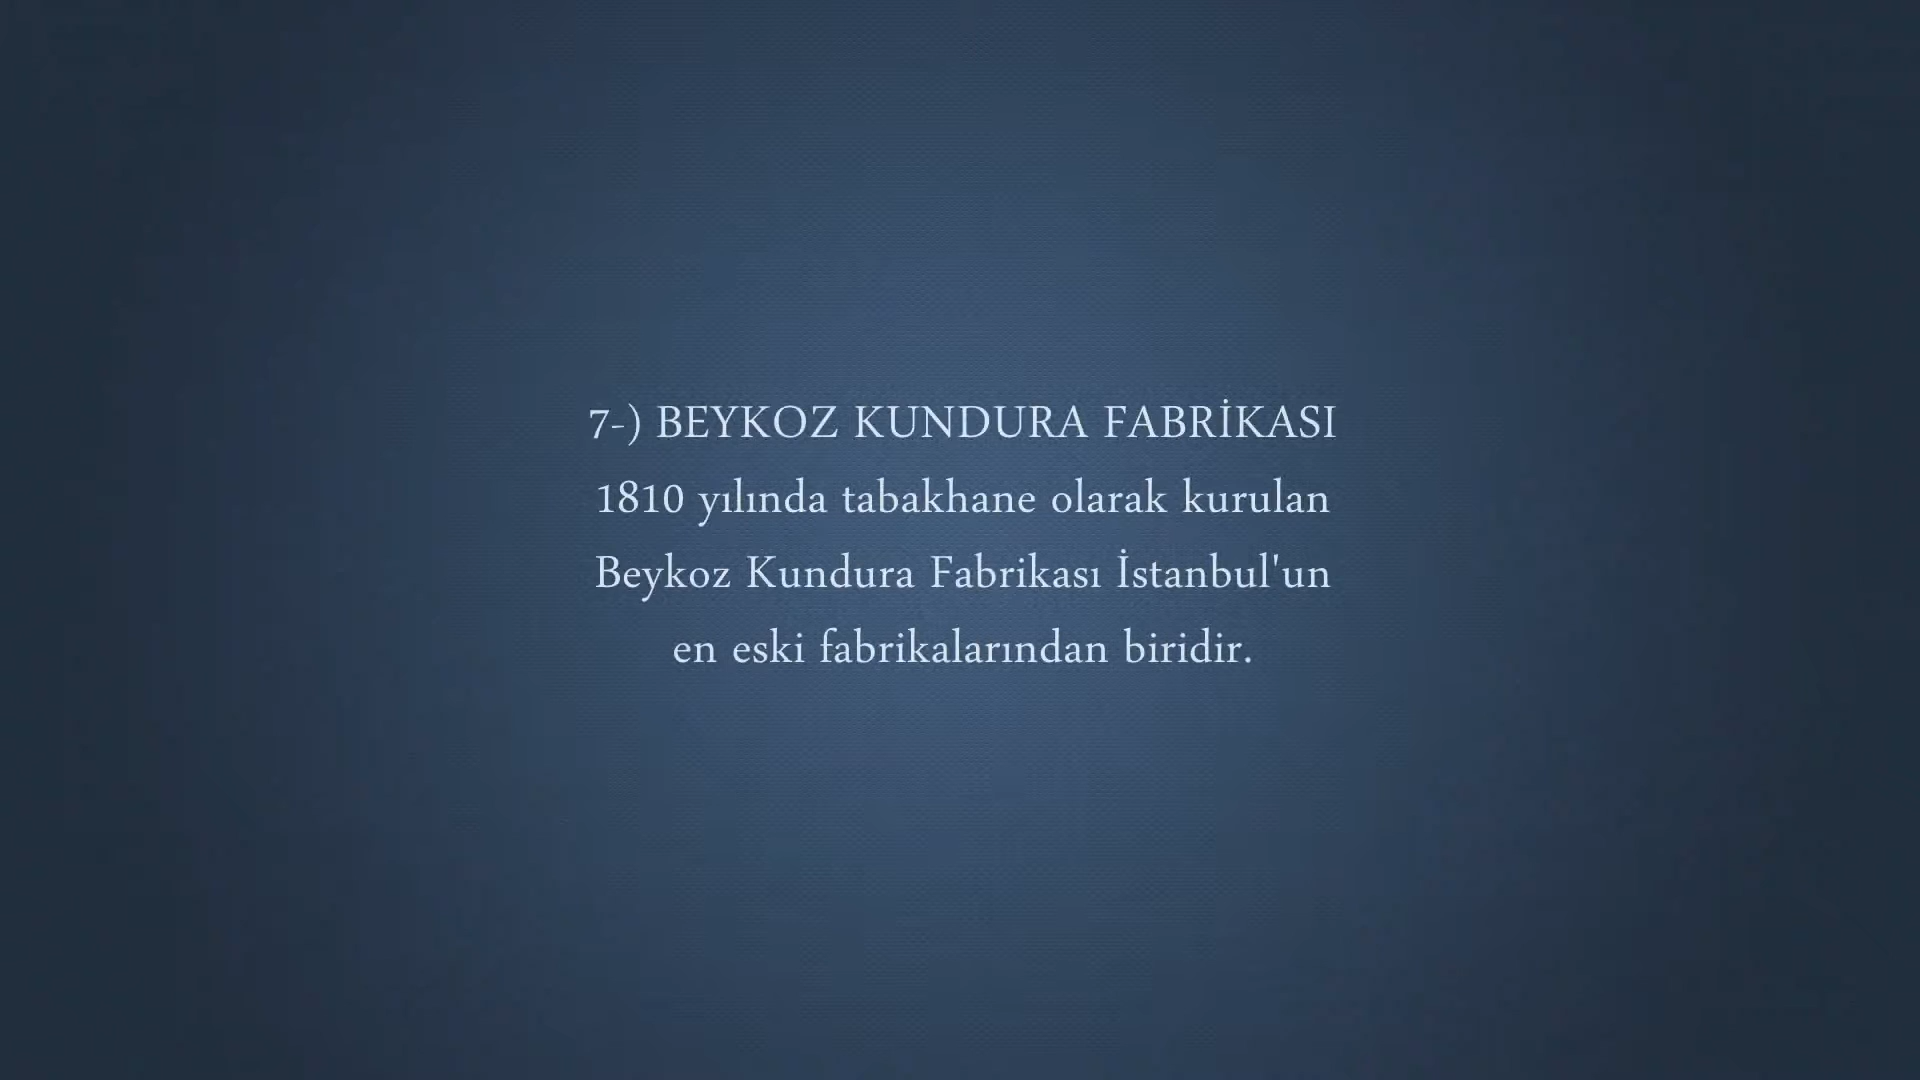 7-) BEYKOZ KUNDURA FABRİKASI
1810 yılında tabakhane olarak kurulan
Beykoz Kundura Fabrikası İstanbul'un
en eski fabrikalarından biridir.